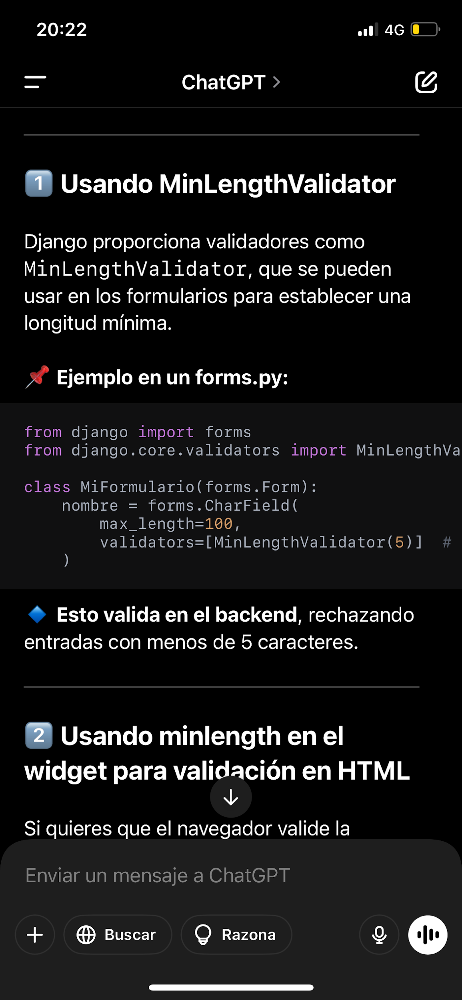 20:22
4G
ChatGPT >
1 Usando MinLengthValidator
Django proporciona validadores como
MinLengthValidator, que se pueden
usar en los formularios para establecer una
longitud mínima.
📌 Ejemplo en un forms.py:
from django import forms
from django.core.validators import MinLengthVa
class MiFormulario(forms.Form):
    nombre = forms.CharField(
        max_length=100,
        validators=[MinLengthValidator(5)]  #
    )
🔷 Esto valida en el backend, rechazando
entradas con menos de 5 caracteres.
2 Usando minlength en el
widget para validación en HTML
Si quieres que el navegador valide la
Enviar un mensaje a ChatGPT
Buscar
Razona